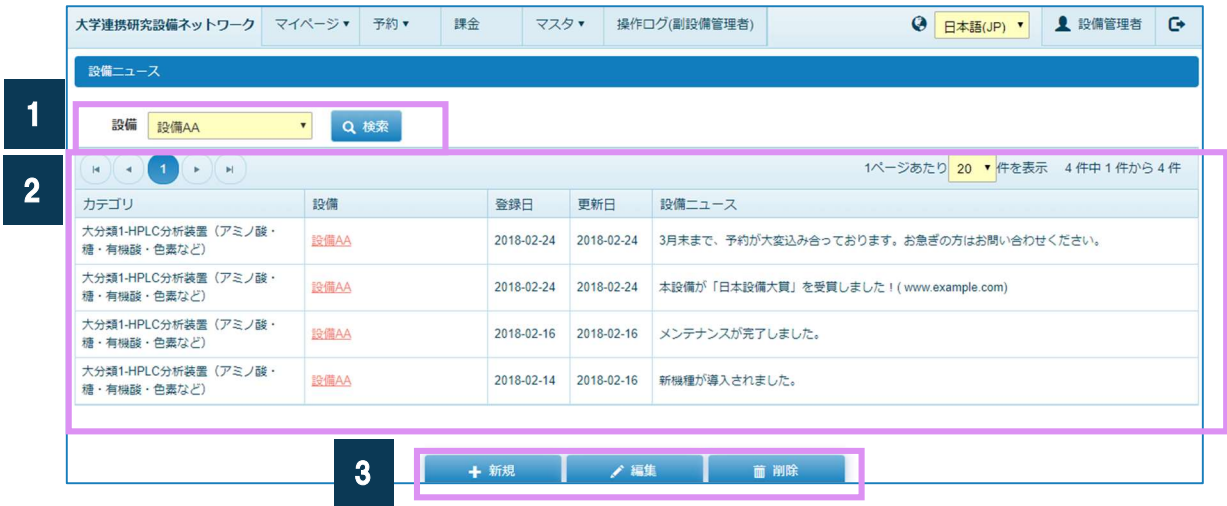 大学連携研究設備ネットワーク マイページ▼ 予約▼ 課金 マスタ▼ 操作ログ(副設備管理者) 日本語(JP) ▼ 設備管理者
設備ニュース
1
設備 設備AA ▼ 検索
2
1 1ページあたり 20 ▼ 件を表示 4 件中 1 件から 4 件
カテゴリ 設備 登録日 更新日 設備ニュース
大分類1-HPLC分析装置（アミノ酸・
糖・有機酸・色素など） 設備AA 2018-02-24 2018-02-24 3月末まで、予約が大変込み合っております。お急ぎの方はお問い合わせください。
大分類1-HPLC分析装置（アミノ酸・
糖・有機酸・色素など） 設備AA 2018-02-24 2018-02-24 本設備が「日本設備大賞」を受賞しました！( www.example.com)
大分類1-HPLC分析装置（アミノ酸・
糖・有機酸・色素など） 設備AA 2018-02-16 2018-02-16 メンテナンスが完了しました。
大分類1-HPLC分析装置（アミノ酸・
糖・有機酸・色素など） 設備AA 2018-02-14 2018-02-16 新機種が導入されました。
3
新規 編集 削除